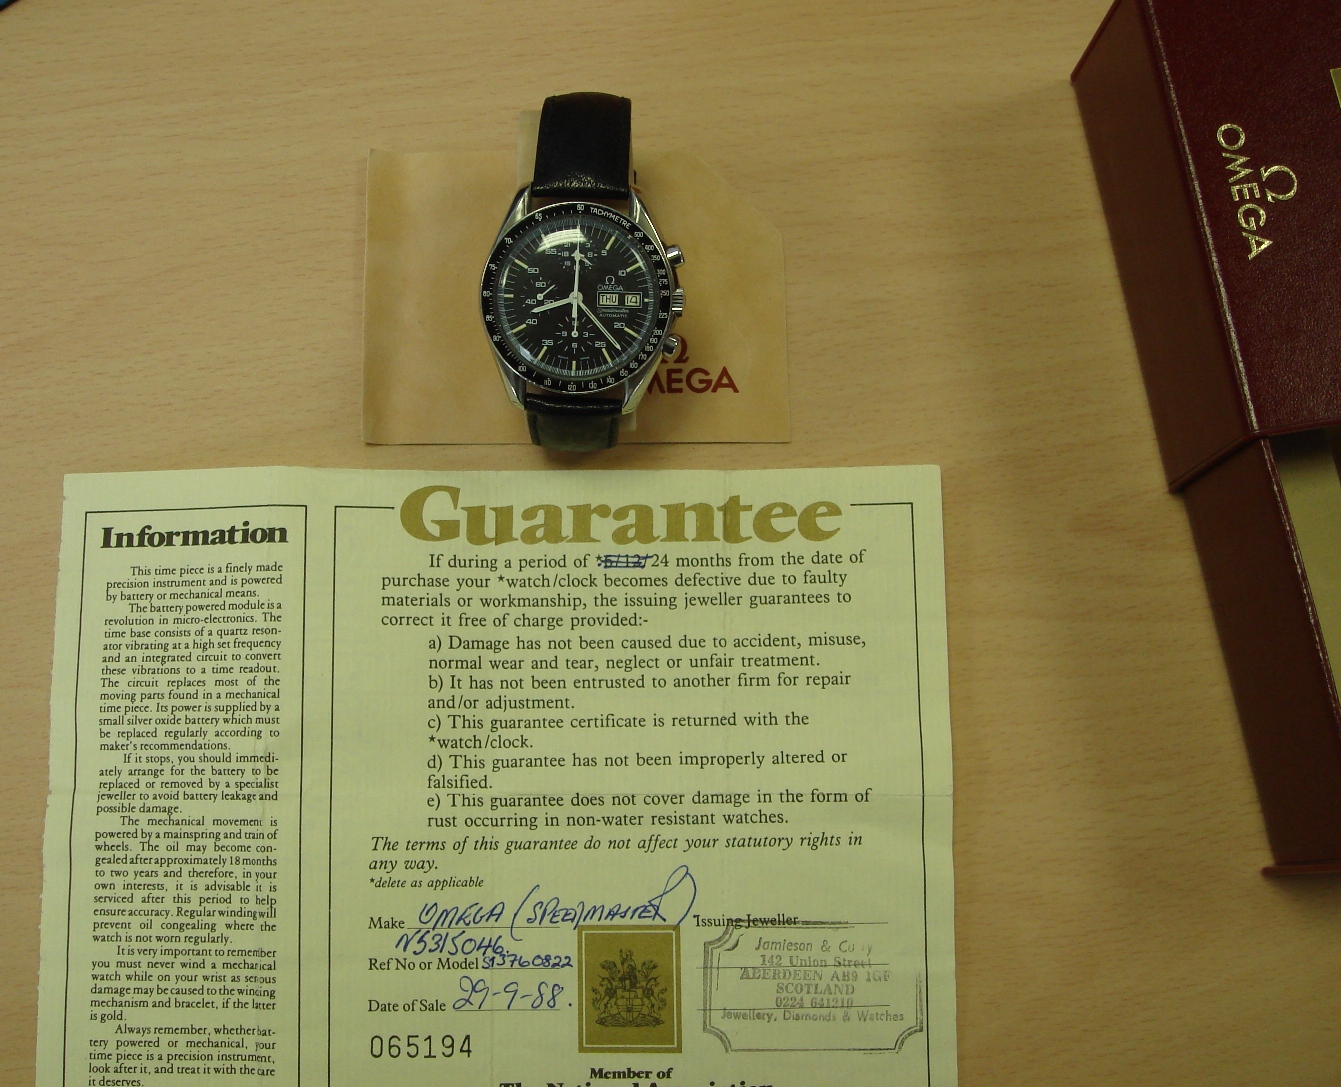 TACHYMETRE
OMEGA
THU 14
AUTOMATIC
OMEGA
Ω
OMEGA
Information
This time piece is a finely made
precision instrument and is powered
by battery or mechanical means.
The battery powered module is a
revolution in micro-electronics. The
time base consists of a quartz reson-
ator vibrating at a high set frequency
and an integrated circuit to convert
these vibrations to a time readout.
The circuit replaces most of the
moving parts found in a mechanical
time piece. Its power is supplied by a
small silver oxide battery which must
be replaced regularly according to
maker's recommendations.
If it stops, you should immedi-
ately arrange for the battery to be
replaced or removed by a specialist
jeweller to avoid battery leakage and
possible damage.
The mechanical movement is
powered by a mainspring and train of
wheels. The oil may become con-
gealed after approximately 18 months
to two years and therefore, in your
own interests, it is advisable it is
serviced after this period to help
ensure accuracy. Regular winding will
prevent oil congealing where the
watch is not worn regularly.
It is very important to remember
you must never wind a mechanical
watch while on your wrist as serious
damage may be caused to the winding
mechanism and bracelet, if the latter
is gold.
Always remember, whether bat-
tery powered or mechanical, your
time piece is a precision instrument,
look after it, and treat it with the care
it deserves.
Guarantee
If during a period of *6/12/24 months from the date of
purchase your *watch/clock becomes defective due to faulty
materials or workmanship, the issuing jeweller guarantees to
correct it free of charge provided:-
a) Damage has not been caused due to accident, misuse,
normal wear and tear, neglect or unfair treatment.
b) It has not been entrusted to another firm for repair
and/or adjustment.
c) This guarantee certificate is returned with the
*watch/clock.
d) This guarantee has not been improperly altered or
falsified.
e) This guarantee does not cover damage in the form of
rust occurring in non-water resistant watches.
The terms of this guarantee do not affect your statutory rights in
any way.
*delete as applicable
Make OMEGA (SPEEDMASTER) Issuing Jeweller
N5315046.
Ref No or Model S13760822
Date of Sale 29-9-88.
065194
Jamieson & Co
142 Union Street
ABERDEEN AB9 1GF
SCOTLAND
0224 641210
Jewellery, Diamonds & Watches
Member of
The National Association